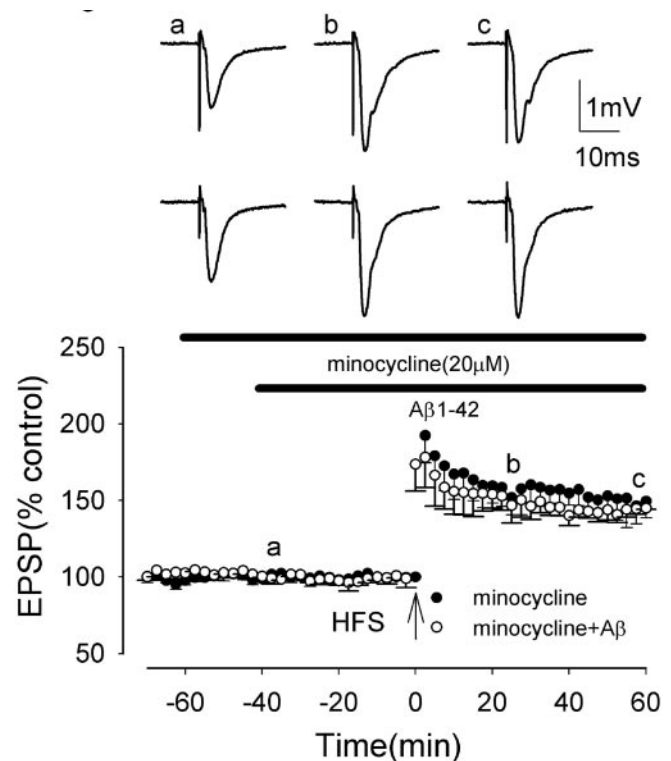 a b c
1mV
10ms
250
minocycline(20μM)
200
Aβ1-42
b
c
150
a
100
minocycline
HFS
minocycline+Aβ
50
-60 -40 -20 0 20 40 60
Time(min)
EPSP(% control)